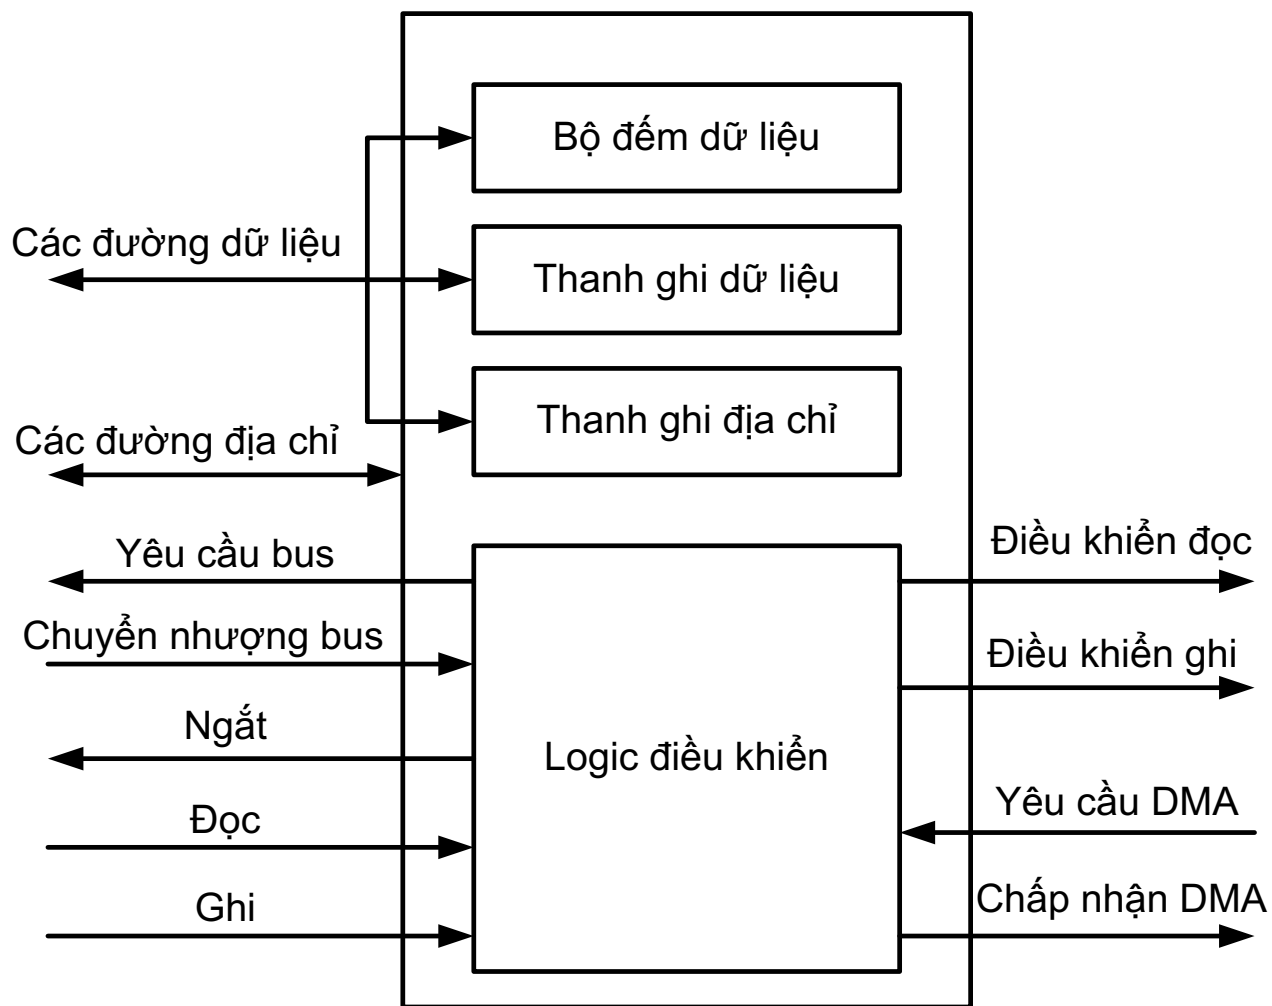 Bộ đếm dữ liệu
Các đường dữ liệu
Thanh ghi dữ liệu
Thanh ghi địa chỉ
Các đường địa chỉ
Yêu cầu bus
Chuyển nhượng bus
Ngắt
Đọc
Ghi
Logic điều khiển
Điều khiển đọc
Điều khiển ghi
Yêu cầu DMA
Chấp nhận DMA